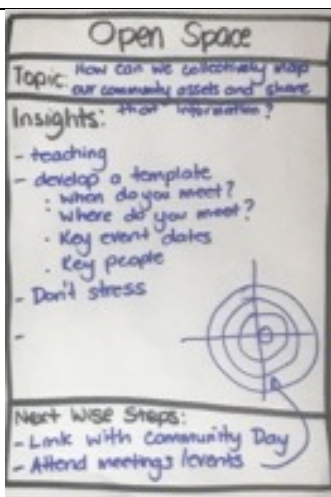 Open Space
Topic: How can we collectively map
our community assets and share
that information?
Insights:
- teaching
- develop a template
: when do you meet?
: Where do you meet?
· Key event dates
· Key people
- Don't stress
-
Next Wise Steps:
- Link with Community Day
- Attend meetings/events